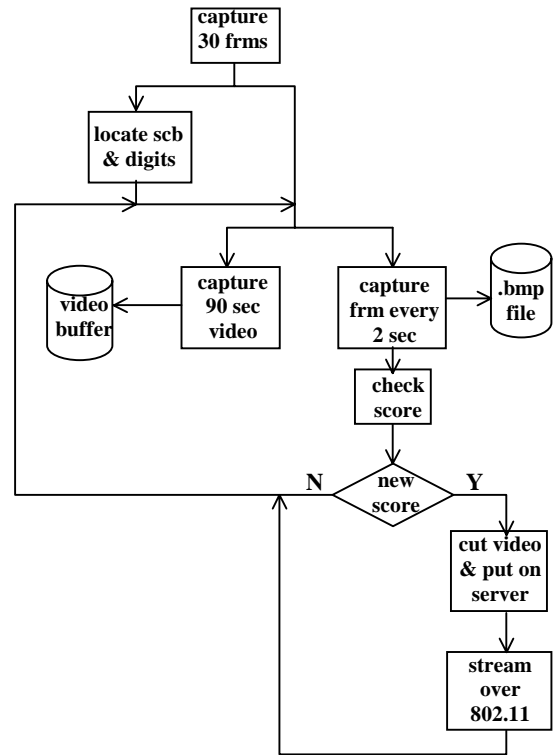 capture
30 frms
locate scb
& digits
video
buffer
capture
90 sec
video
capture
frm every
2 sec
.bmp
file
check
score
N
new
score
Y
cut video
& put on
server
stream
over
802.11